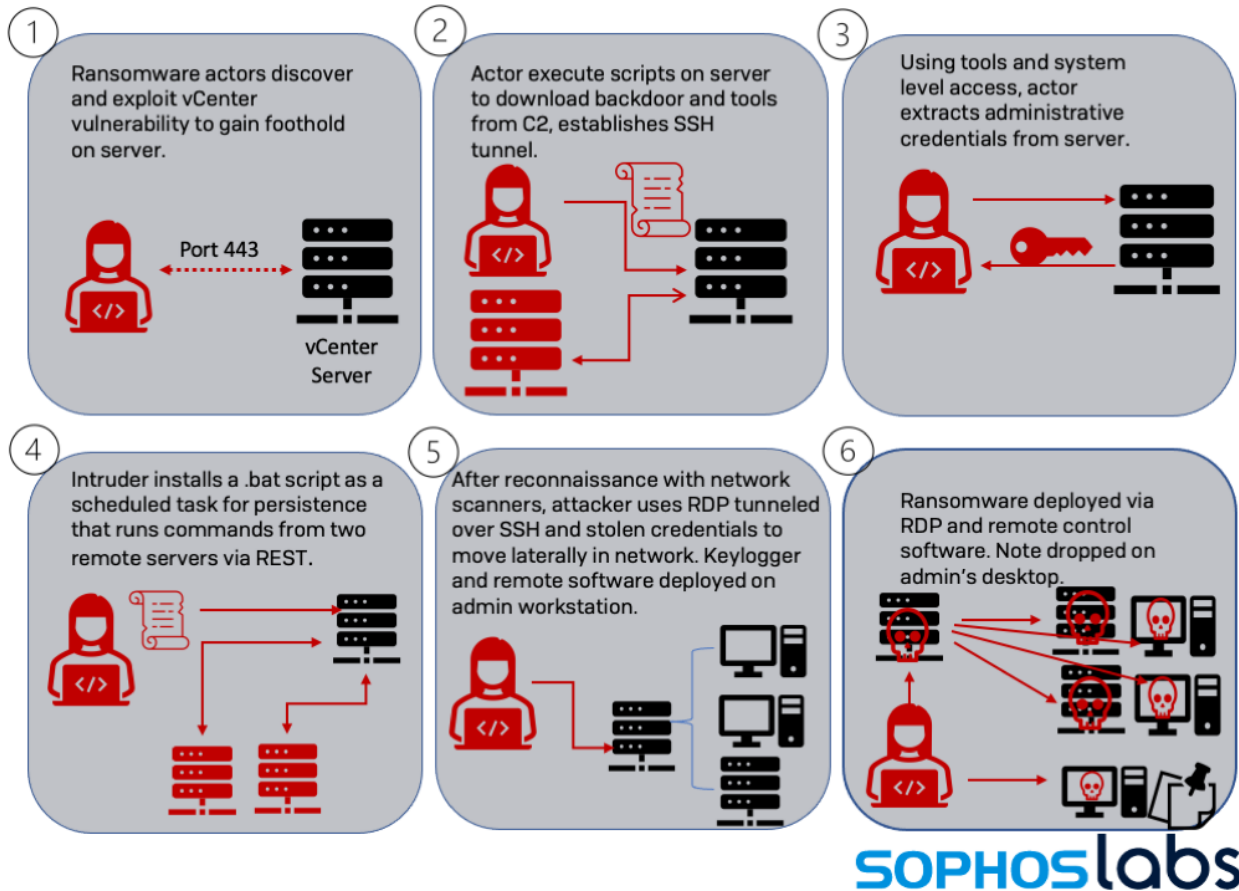 1
Ransomware actors discover
and exploit vCenter
vulnerability to gain foothold
on server.
Port 443
</>
vCenter
Server
2
Actor execute scripts on server
to download backdoor and tools
from C2, establishes SSH
tunnel.
</>
3
Using tools and system
level access, actor
extracts administrative
credentials from server.
</>
4
Intruder installs a .bat script as a
scheduled task for persistence
that runs commands from two
remote servers via REST.
</>
5
After reconnaissance with network
scanners, attacker uses RDP tunneled
over SSH and stolen credentials to
move laterally in network. Keylogger
and remote software deployed on
admin workstation.
</>
6
Ransomware deployed via
RDP and remote control
software. Note dropped on
admin's desktop.
</>
SOPHOS labs